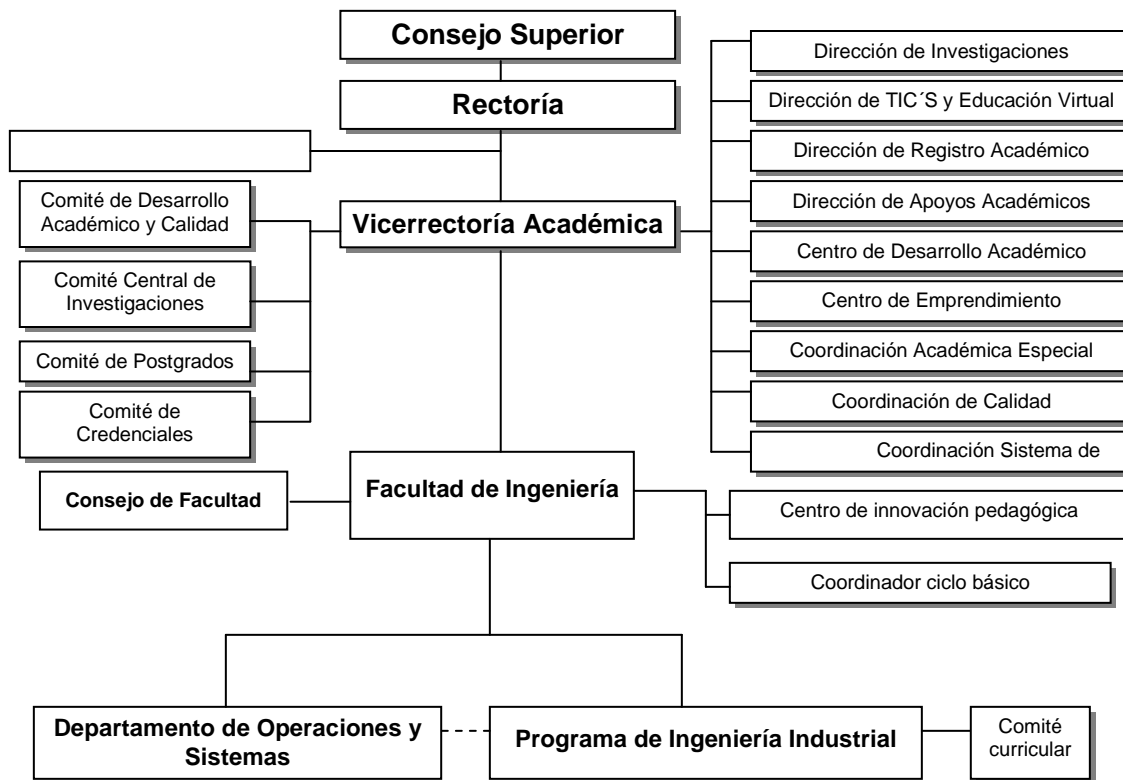 Consejo Superior
Rectoría
Comité de Desarrollo
Académico y Calidad
Comité Central de
Investigaciones
Comité de Postgrados
Comité de
Credenciales
Vicerrectoría Académica
Dirección de Investigaciones
Dirección de TIC´S y Educación Virtual
Dirección de Registro Académico
Dirección de Apoyos Académicos
Centro de Desarrollo Académico
Centro de Emprendimiento
Coordinación Académica Especial
Coordinación de Calidad
Coordinación Sistema de
Consejo de Facultad
Facultad de Ingeniería
Centro de innovación pedagógica
Coordinador ciclo básico
Departamento de Operaciones y
Sistemas
Programa de Ingeniería Industrial
Comité
curricular